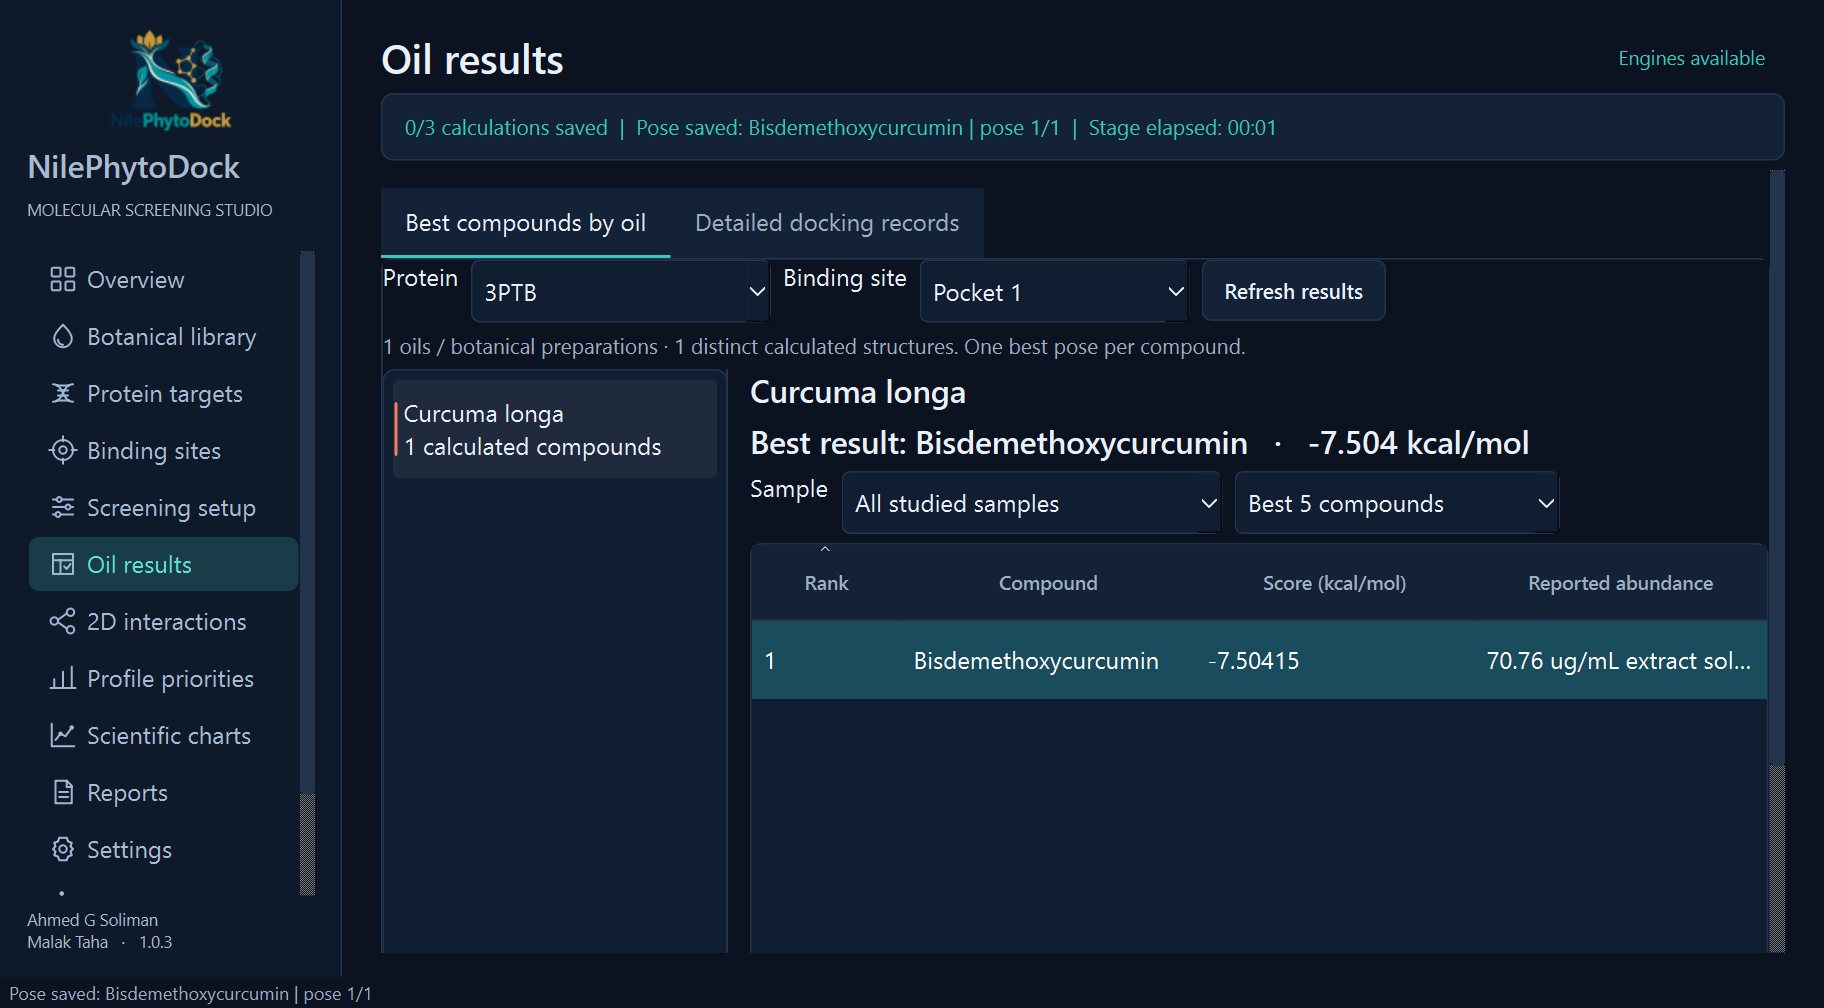 NilePhytoDock
NilePhytoDock
MOLECULAR SCREENING STUDIO
Overview
Botanical library
Protein targets
Binding sites
Screening setup
Oil results
2D interactions
Profile priorities
Scientific charts
Reports
Settings
Ahmed G Soliman
Malak Taha · 1.0.3
Oil results
Engines available
0/3 calculations saved | Pose saved: Bisdemethoxycurcumin | pose 1/1 | Stage elapsed: 00:01
Best compounds by oil
Detailed docking records
Protein
3PTB
Binding site
Pocket 1
Refresh results
1 oils / botanical preparations · 1 distinct calculated structures. One best pose per compound.
Curcuma longa
1 calculated compounds
Curcuma longa
Best result: Bisdemethoxycurcumin · -7.504 kcal/mol
Sample
All studied samples
Best 5 compounds
Rank Compound Score (kcal/mol) Reported abundance
1 Bisdemethoxycurcumin -7.50415 70.76 ug/mL extract sol...
Pose saved: Bisdemethoxycurcumin | pose 1/1